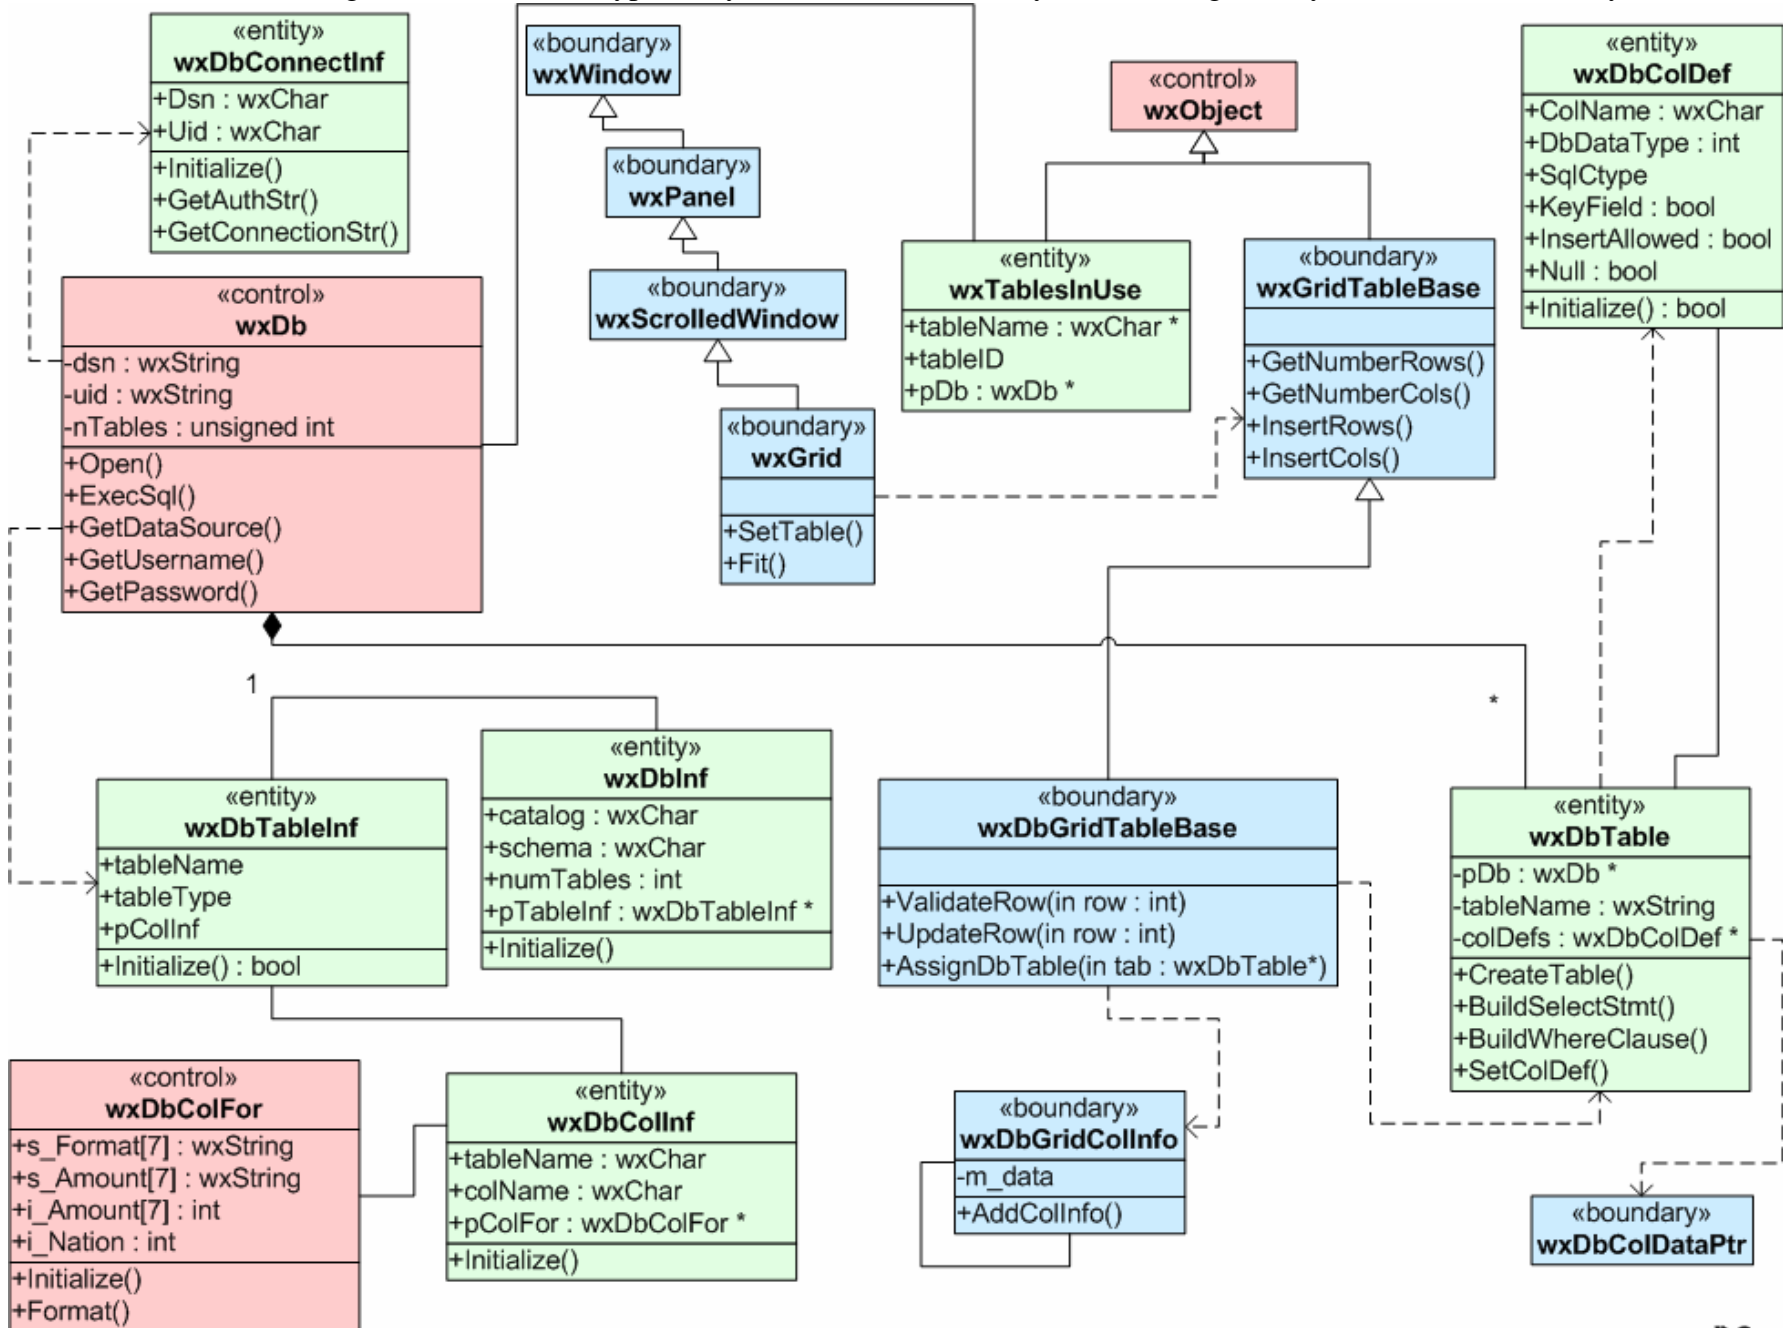 «entity»
wxDbConnectInf
+Dsn : wxChar
+Uid : wxChar
+Initialize()
+GetAuthStr()
+GetConnectionStr()
«boundary»
wxWindow
«boundary»
wxPanel
«boundary»
wxScrolledWindow
«boundary»
wxGrid
+SetTable()
+Fit()
«control»
wxObject
«entity»
wxTablesInUse
+tableName : wxChar *
+tableID
+pDb : wxDb *
«boundary»
wxGridTableBase
+GetNumberRows()
+GetNumberCols()
+InsertRows()
+InsertCols()
«entity»
wxDbColDef
+ColName : wxChar
+DbDataType : int
+SqlCtype
+KeyField : bool
+InsertAllowed : bool
+Null : bool
+Initialize() : bool
«control»
wxDb
-dsn : wxString
-uid : wxString
-nTables : unsigned int
+Open()
+ExecSql()
+GetDataSource()
+GetUsername()
+GetPassword()
1
*
«entity»
wxDbTableInf
+tableName
+tableType
+pColInf
+Initialize() : bool
«entity»
wxDbInf
+catalog : wxChar
+schema : wxChar
+numTables : int
+pTableInf : wxDbTableInf *
+Initialize()
«boundary»
wxDbGridTableBase
+ValidateRow(in row : int)
+UpdateRow(in row : int)
+AssignDbTable(in tab : wxDbTable*)
«entity»
wxDbTable
-pDb : wxDb *
-tableName : wxString
-colDefs : wxDbColDef *
+CreateTable()
+BuildSelectStmt()
+BuildWhereClause()
+SetColDef()
«control»
wxDbColFor
+s_Format[7] : wxString
+s_Amount[7] : wxString
+i_Amount[7] : int
+i_Nation : int
+Initialize()
+Format()
«entity»
wxDbColInf
+tableName : wxChar
+colName : wxChar
+pColFor : wxDbColFor *
+Initialize()
«boundary»
wxDbGridColInfo
-m_data
+AddColInfo()
«boundary»
wxDbColDataPtr